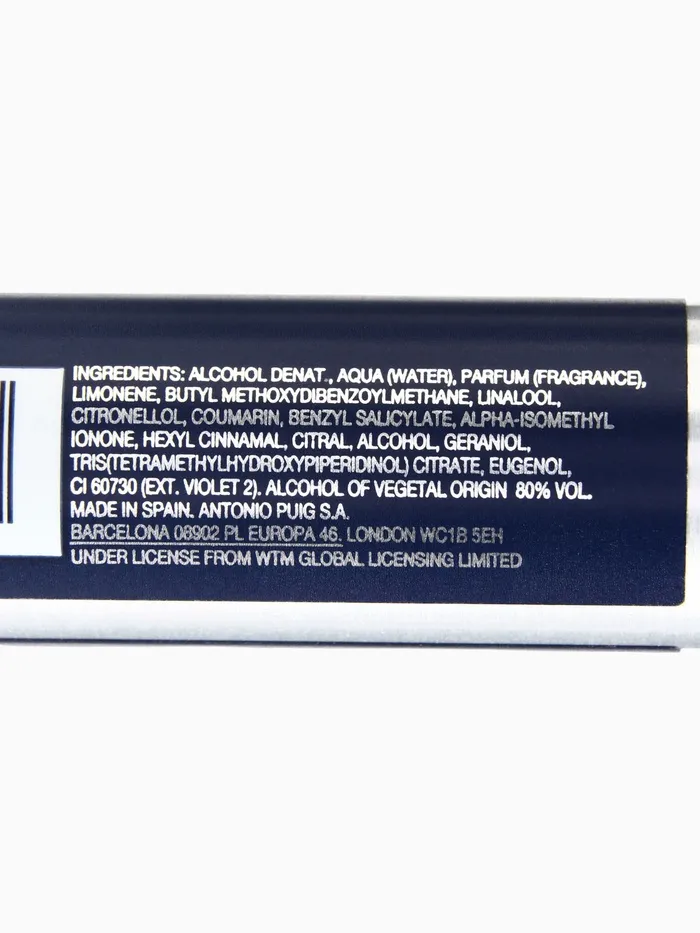 INGREDIENTS: ALCOHOL DENAT., AQUA (WATER), PARFUM (FRAGRANCE),
LIMONENE, BUTYL METHOXYDIBENZOYLMETHANE, LINALOOL,
CITRONELLOL, COUMARIN, BENZYL SALICYLATE, ALPHA-ISOMETHYL
IONONE, HEXYL CINNAMAL, CITRAL, ALCOHOL, GERANIOL,
TRIS(TETRAMETHYLHYDROXYPIPERIDINOL) CITRATE, EUGENOL,
CI 60730 (EXT. VIOLET 2). ALCOHOL OF VEGETAL ORIGIN 80% VOL.
MADE IN SPAIN. ANTONIO PUIG S.A.
BARCELONA 08902 PL EUROPA 46. LONDON WC1B 5EH
UNDER LICENSE FROM WTM GLOBAL LICENSING LIMITED